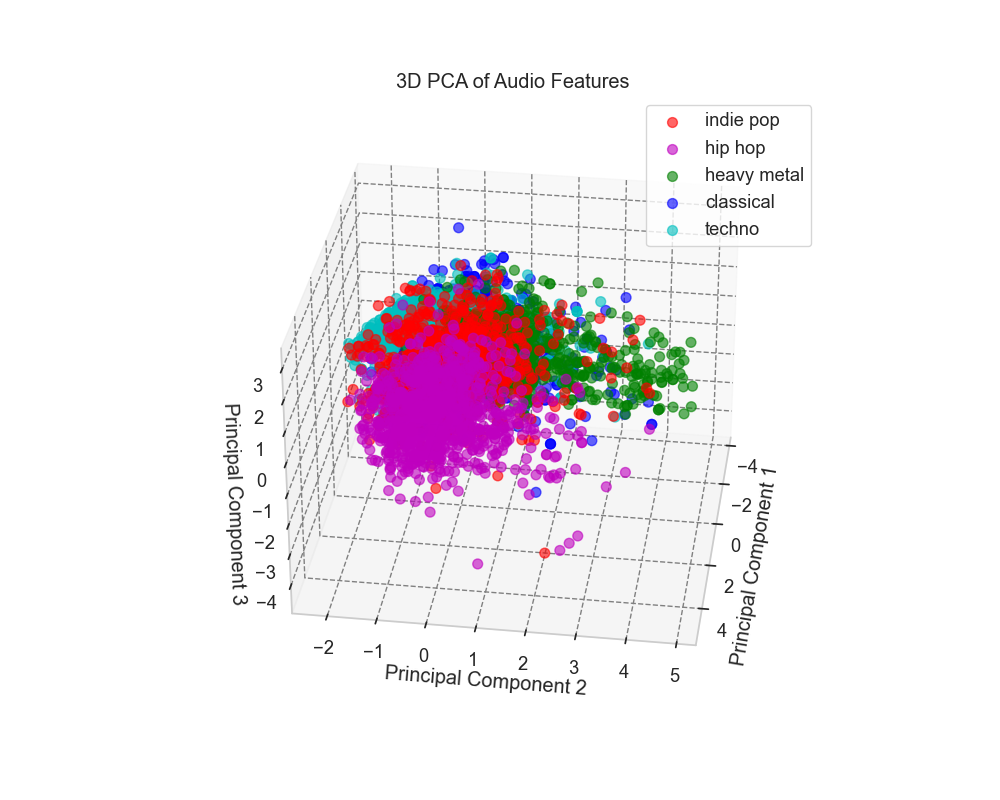 3D PCA of Audio Features
indie pop
hip hop
heavy metal
classical
techno
3
2
1
0
−1
−2
−3
−4
Principal Component 3
−2
−1
0
1
2
3
4
5
Principal Component 2
−4
−2
0
2
4
Principal Component 1